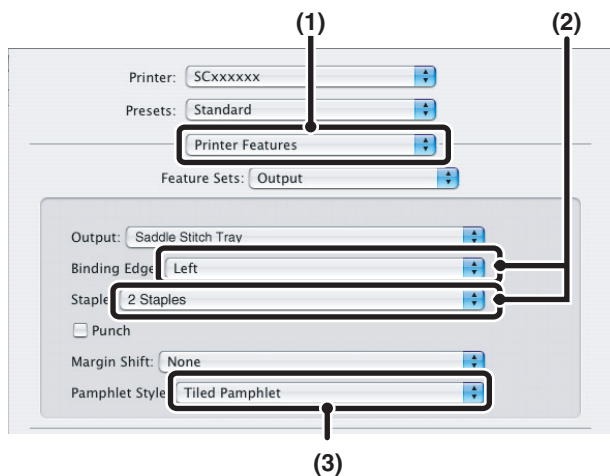 (1) (2)
Printer: SCxxxxxx
Presets: Standard
Printer Features
Feature Sets: Output
Output: Saddle Stitch Tray
Binding Edge Left
Staple 2 Staples
Punch
Margin Shift: None
Pamphlet Style Tiled Pamphlet
(3)